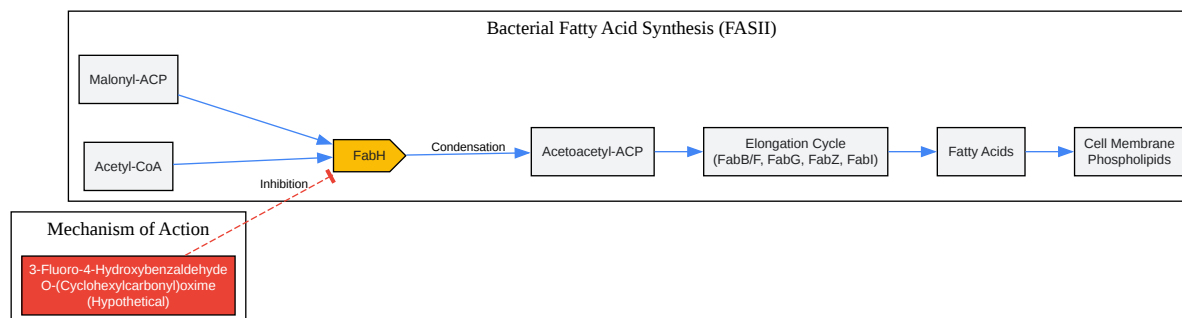 Bacterial Fatty Acid Synthesis (FASII)
Malonyl-ACP
Acetyl-CoA
FabH
Condensation
Acetoacetyl-ACP
Elongation Cycle
(FabB/F, FabG, FabZ, FabI)
Fatty Acids
Cell Membrane
Phospholipids
Inhibition
Mechanism of Action
3-Fluoro-4-Hydroxybenzaldehyde
O-(Cyclohexylcarbonyl)oxime
(Hypothetical)